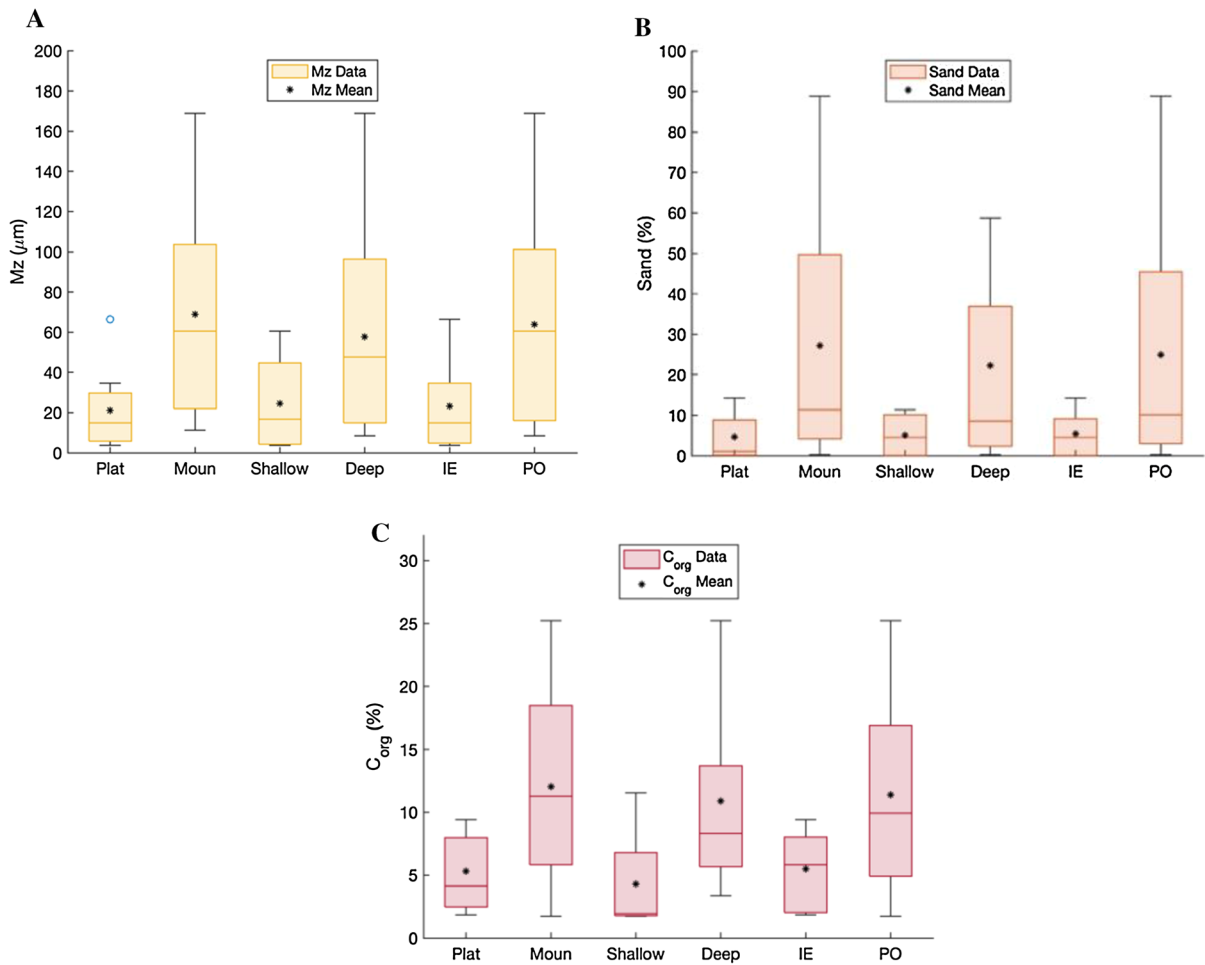 A
200
180
160
140
120
100
80
60
40
20
0
Mz (μm)
Mz Data
Mz Mean
Plat Moun Shallow Deep IE PO
B
100
90
80
70
60
50
40
30
20
10
0
Sand (%)
Sand Data
Sand Mean
Plat Moun Shallow Deep IE PO
C
30
25
20
15
10
5
0
Corg (%)
Corg Data
Corg Mean
Plat Moun Shallow Deep IE PO